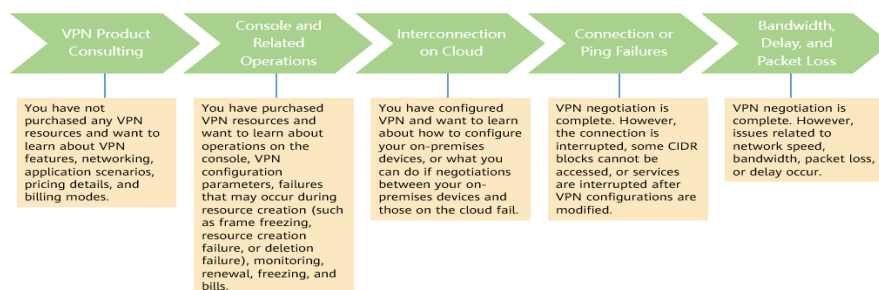 VPN Product
Consulting
Console and
Related
Operations
Interconnection
on Cloud
Connection or
Ping Failures
Bandwidth,
Delay, and
Packet Loss
You have not
purchased any VPN
resources and want to
learn about VPN
features, networking,
application scenarios,
pricing details, and
billing modes.
You have purchased
VPN resources and
want to learn about
operations on the
console, VPN
configuration
parameters, failures
that may occur during
resource creation (such
as frame freezing,
resource creation
failure, or deletion
failure), monitoring,
renewal, freezing, and
bills.
You have configured
VPN and want to learn
about how to configure
your on-premises
devices, or what you
can do if negotiations
between your on-
premises devices and
those on the cloud fail.
VPN negotiation is
complete. However,
the connection is
interrupted, some CIDR
blocks cannot be
accessed, or services
are interrupted after
VPN configurations are
modified.
VPN negotiation is
complete. However,
issues related to
network speed,
bandwidth, packet loss,
or delay occur.